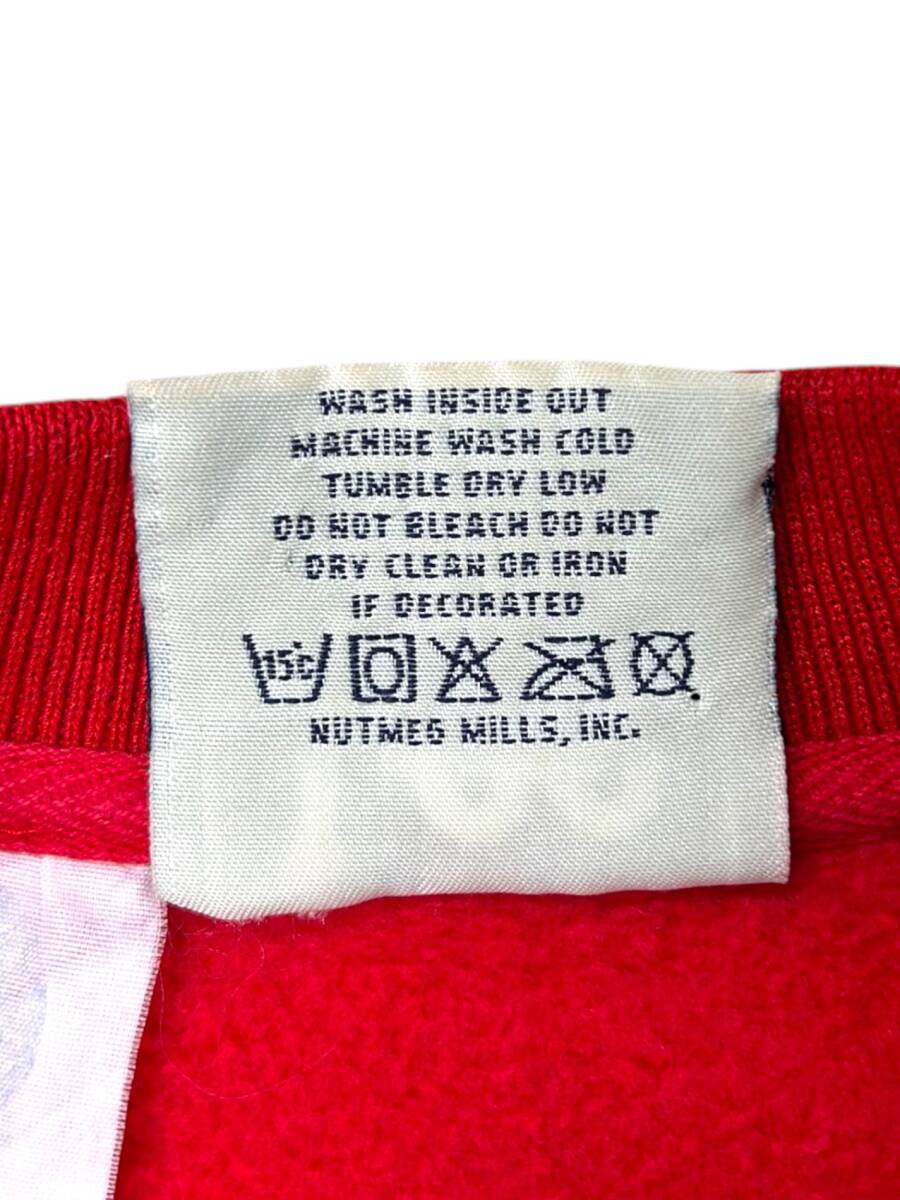 WASH INSIDE OUT
MACHINE WASH COLD
TUMBLE DRY LOW
DO NOT BLEACH DO NOT
DRY CLEAN OR IRON
IF DECORATED
15°C
NUTMEG MILLS, INC.